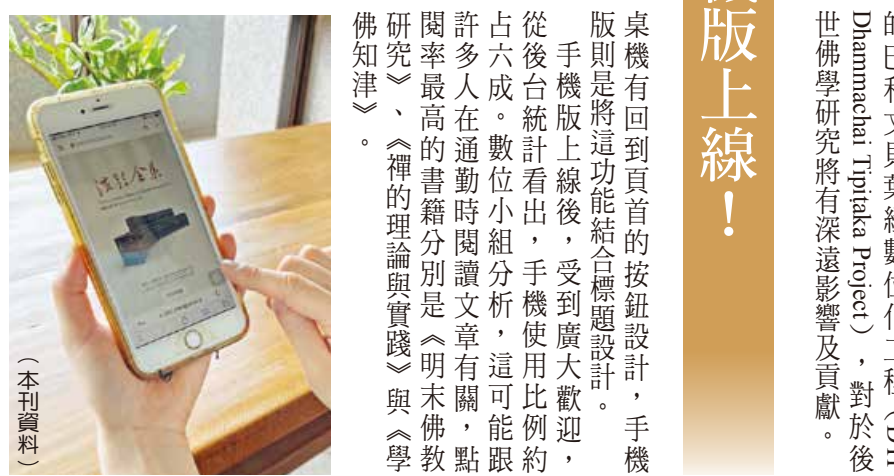 Dhammachai Tipiṭaka Project），對於後
世佛學研究將有深遠影響及貢獻。
版上線！
桌機有回到頁首的按鈕設計，手機
版則是將這功能結合標題設計。
手機版上線後，受到廣大歡迎，
從後台統計看出，手機使用比例約
占六成。數位小組分析，這可能跟
許多人在通勤時閱讀文章有關，點
閱率最高的書籍分別是《明末佛教
研究》、《禪的理論與實踐》與《學
佛知津》。
法鼓全集
（本刊資料）